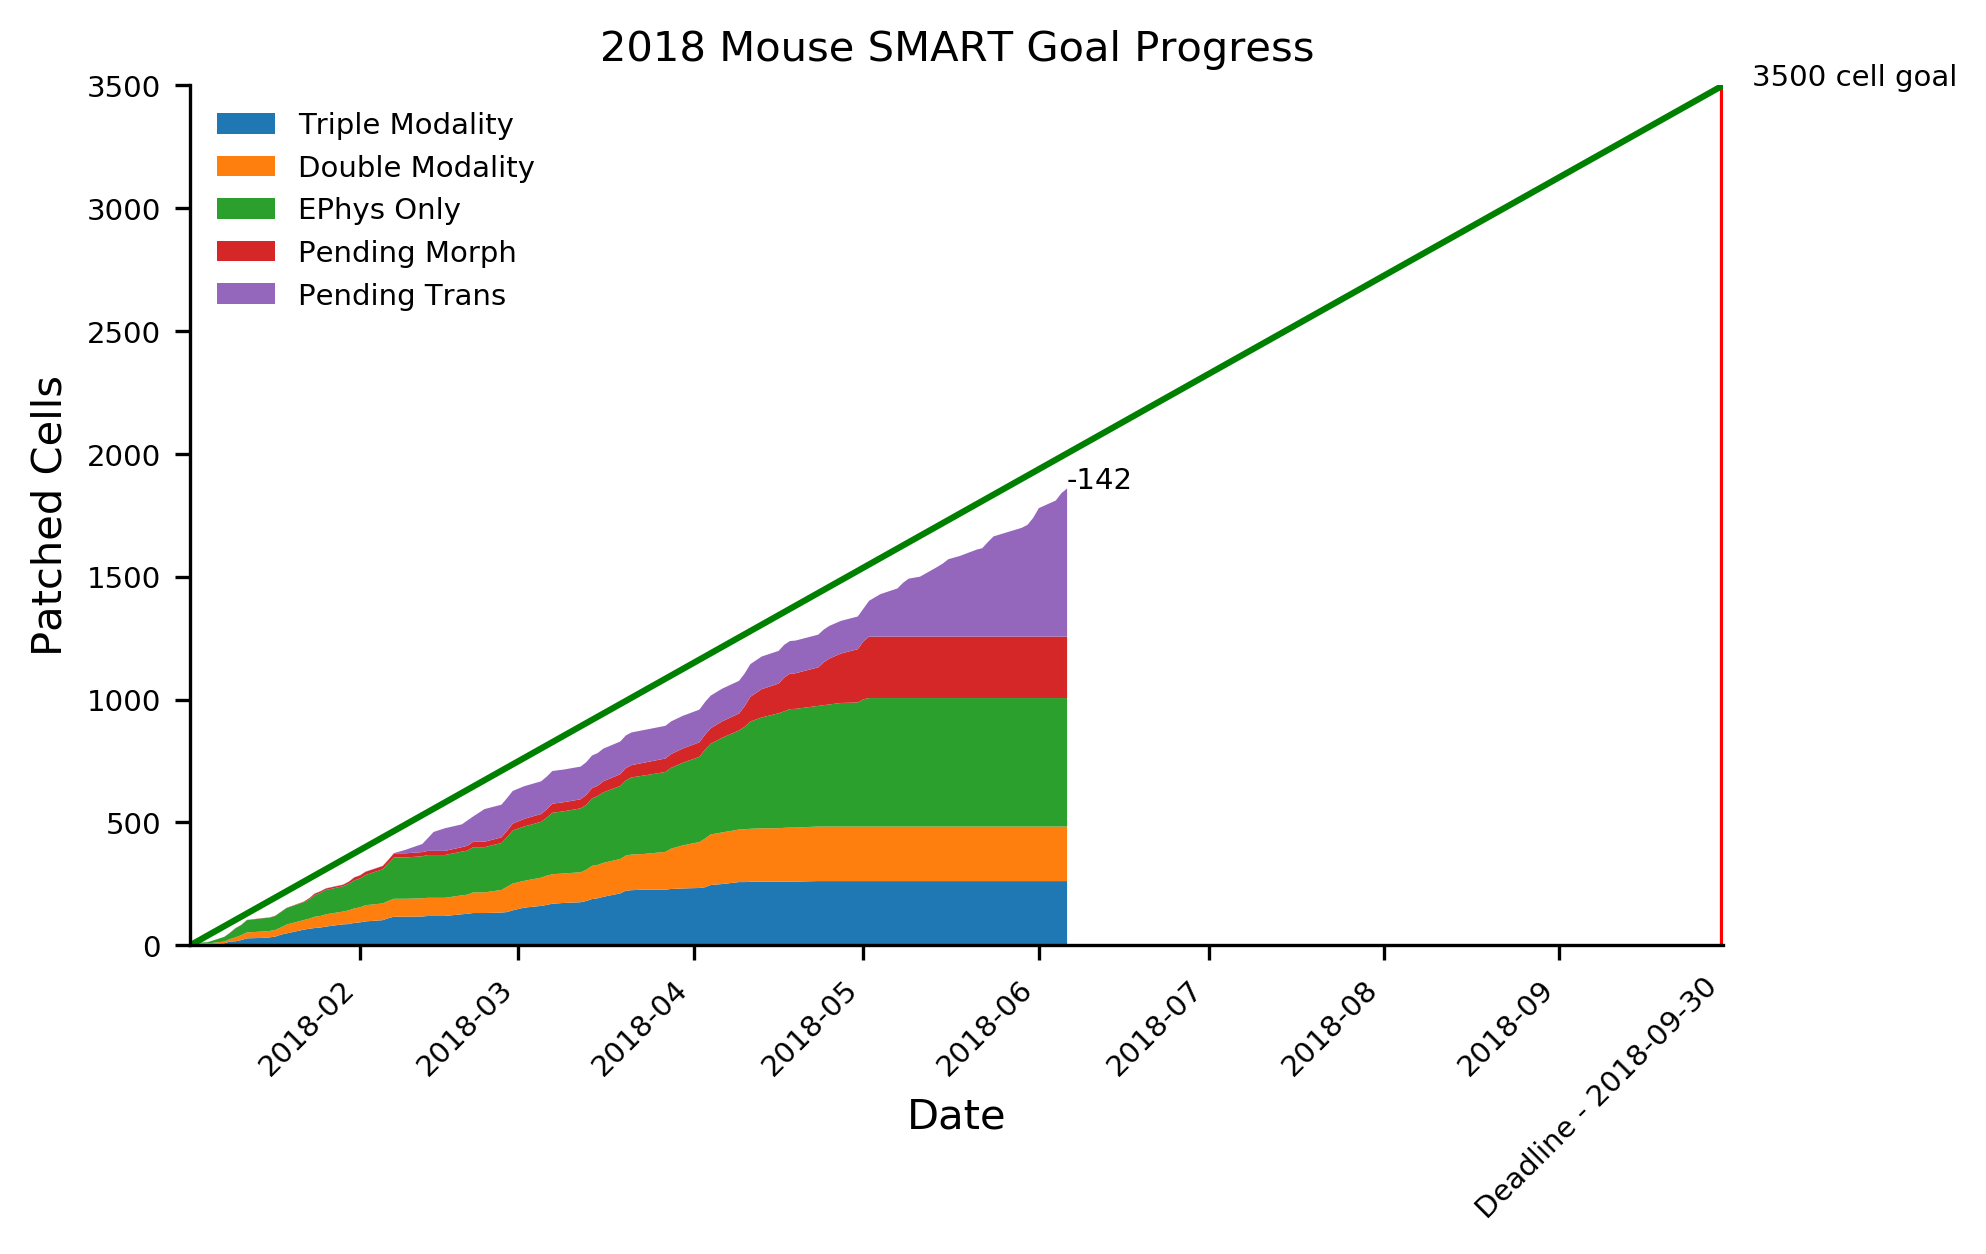 2018 Mouse SMART Goal Progress
3500 cell goal
Triple Modality
Double Modality
EPhys Only
Pending Morph
Pending Trans
Patched Cells
3500
3000
2500
2000
1500
1000
500
0
-142
2018-02
2018-03
2018-04
2018-05
2018-06
2018-07
2018-08
2018-09
Deadline - 2018-09-30
Date